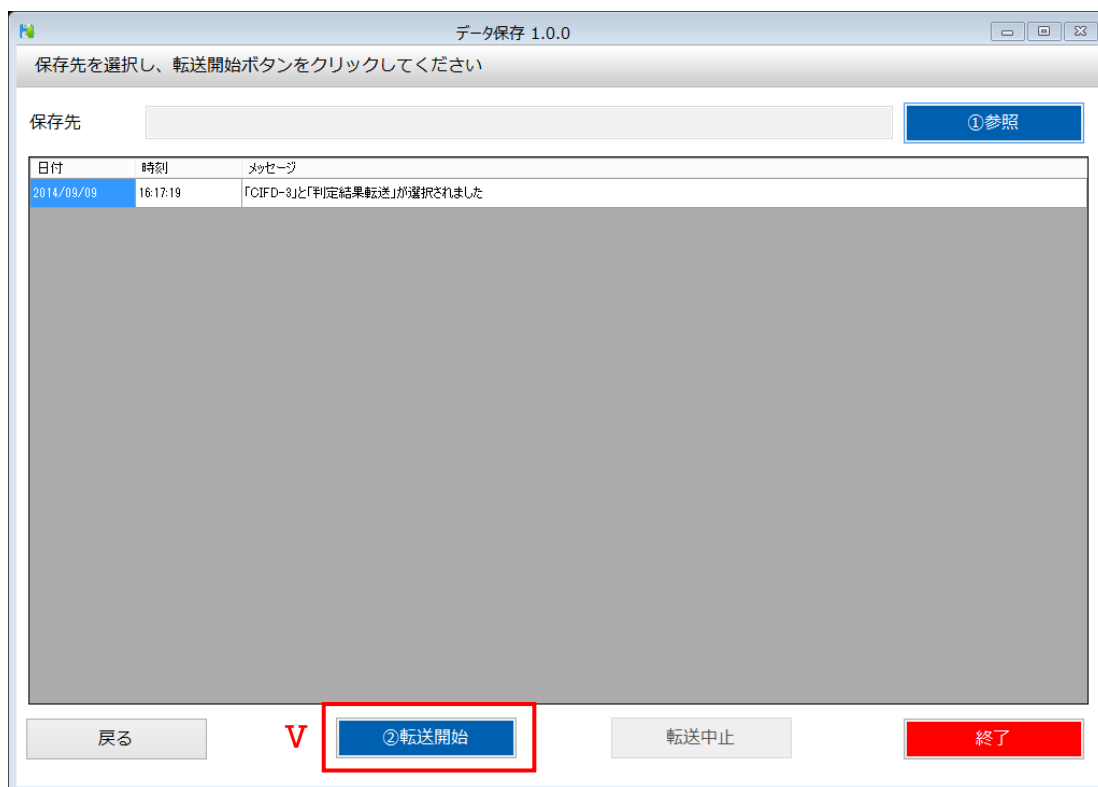 データ保存 1.0.0
保存先を選択し、転送開始ボタンをクリックしてください
保存先 ①参照
日付 時刻 メッセージ
2014/09/09 16:17:19 「CIFD-3」と「判定結果転送」が選択されました
戻る V ②転送開始 転送中止 終了